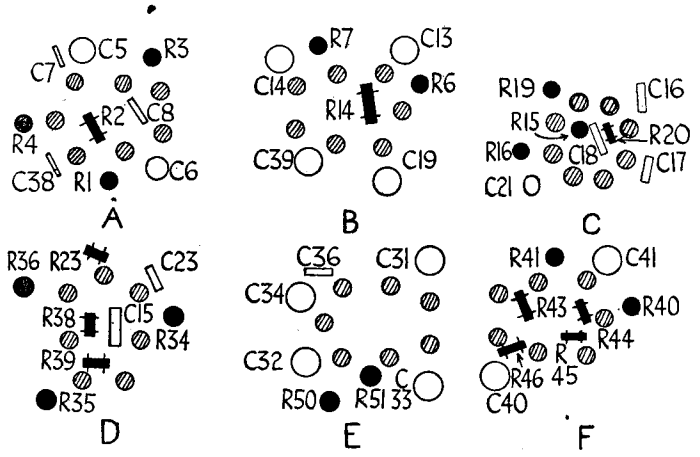 C5 R3
C7
R2 C8
R4
C38 R1 C6
A
R7 C13
C14 R6
R14
C39 C19
B
R19 C16
R15
R20
R16 C18 C17
C21
C
R36 R23 C23
R38 C15
R34
R39
R35
D
C36 C31
C34
C32
C
R50 R51 33
E
R41 C41
R43 R40
R44
R
R46 45
C40
F